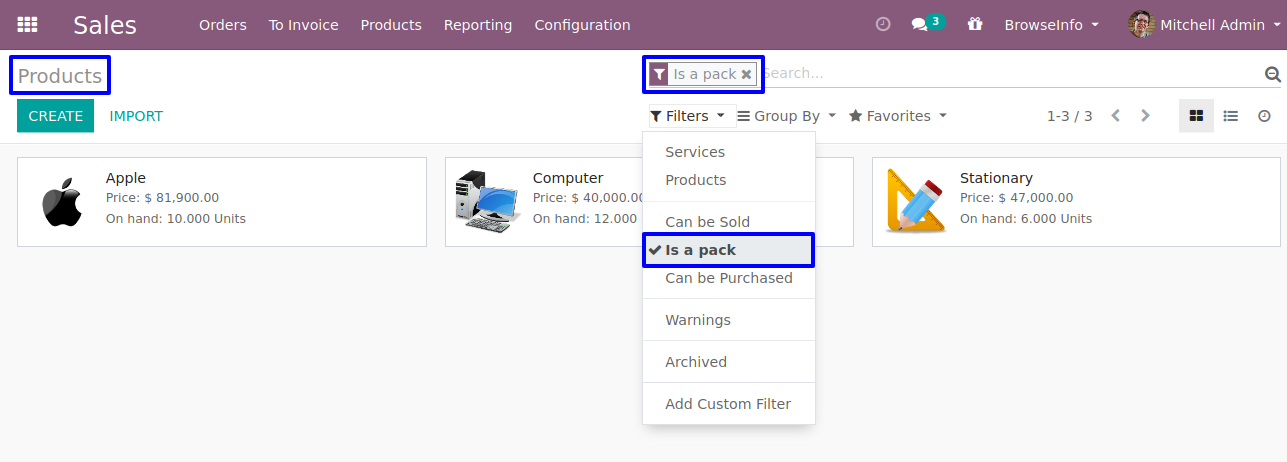 Sales Orders To Invoice Products Reporting Configuration 3 BrowseInfo Mitchell Admin
Products Is a pack Search...
CREATE IMPORT Filters Group By Favorites 1-3 / 3
Apple
Price: $ 81,900.00
On hand: 10.000 Units
Computer
Price: $ 40,000.00
On hand: 12.000
Stationary
Price: $ 47,000.00
On hand: 6.000 Units
Services
Products
Can be Sold
Is a pack
Can be Purchased
Warnings
Archived
Add Custom Filter